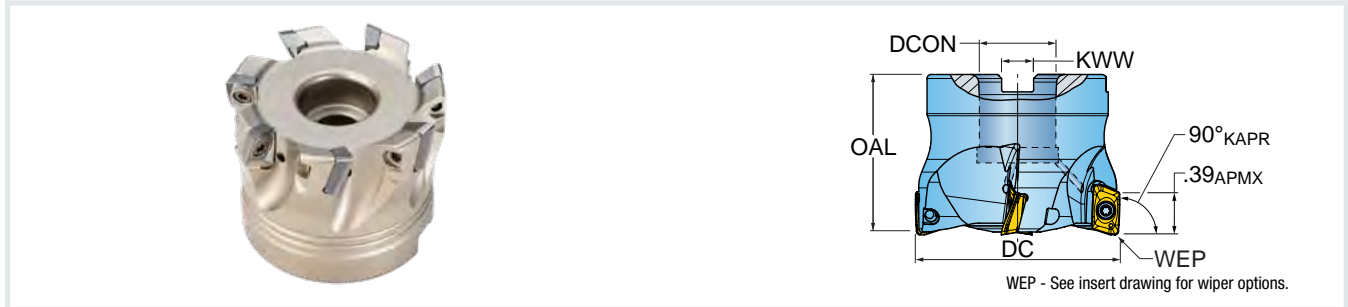 DCON
KWW
OAL
90°KAPR
.39APMX
DC
WEP
WEP - See insert drawing for wiper options.